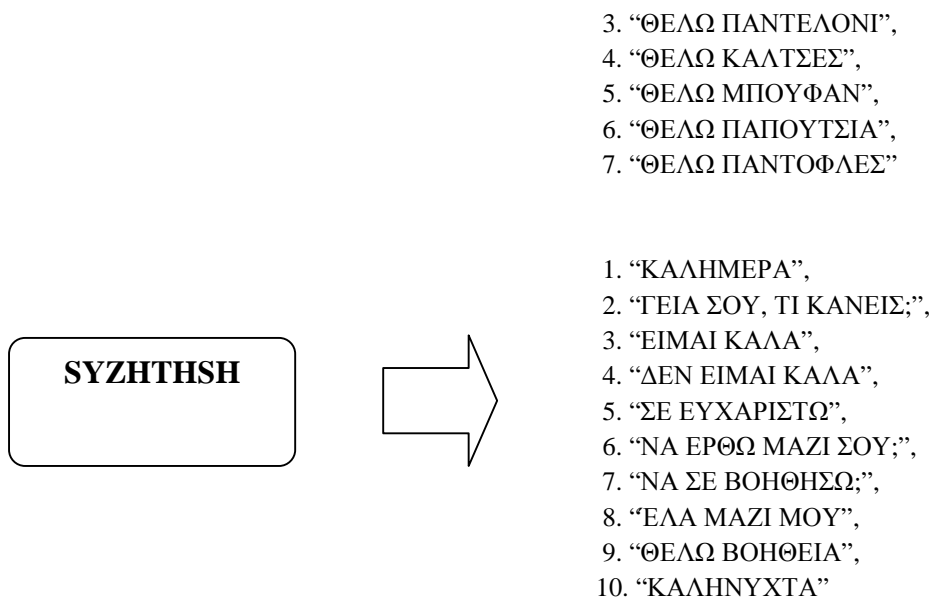 3. “ΘΕΛΩ ΠΑΝΤΕΛΟΝΙ”,
4. “ΘΕΛΩ ΚΑΛΤΣΕΣ”,
5. “ΘΕΛΩ ΜΠΟΥΦΑΝ”,
6. “ΘΕΛΩ ΠΑΠΟΥΤΣΙΑ”,
7. “ΘΕΛΩ ΠΑΝΤΟΦΛΕΣ”
SYZHTHSH
1. “ΚΑΛΗΜΕΡΑ”,
2. “ΓΕΙΑ ΣΟΥ, ΤΙ ΚΑΝΕΙΣ;”,
3. “ΕΙΜΑΙ ΚΑΛΑ”,
4. “ΔΕΝ ΕΙΜΑΙ ΚΑΛΑ”,
5. “ΣΕ ΕΥΧΑΡΙΣΤΩ”,
6. “ΝΑ ΕΡΘΩ ΜΑΖΙ ΣΟΥ;”,
7. “ΝΑ ΣΕ ΒΟΗΘΗΣΩ;”,
8. “ΈΛΑ ΜΑΖΙ ΜΟΥ”,
9. “ΘΕΛΩ ΒΟΗΘΕΙΑ”,
10. “ΚΑΛΗΝΥΧΤΑ”